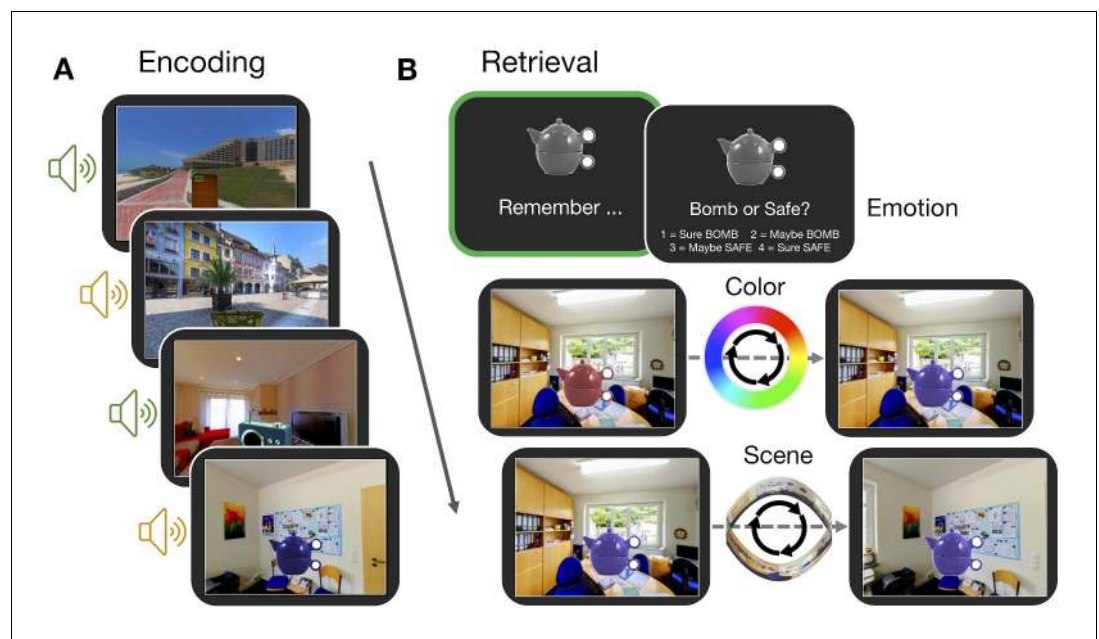 A Encoding
B Retrieval
Remember ...
Bomb or Safe?
1 = Sure BOMB 2 = Maybe BOMB
3 = Maybe SAFE 4 = Sure SAFE
Emotion
Color
Scene